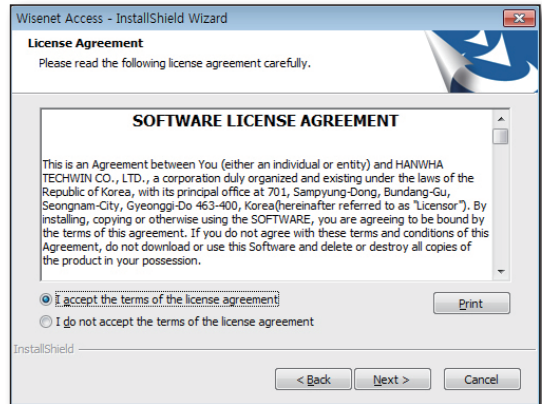 Wisenet Access - InstallShield Wizard
License Agreement
Please read the following license agreement carefully.
SOFTWARE LICENSE AGREEMENT
This is an Agreement between You (either an individual or entity) and HANWHA
TECHWIN CO., LTD., a corporation duly organized and existing under the laws of the
Republic of Korea, with its principal office at 701, Sampyung-Dong, Bundang-Gu,
Seongnam-City, Gyeonggi-Do 463-400, Korea(hereinafter referred to as "Licensor"). By
installing, copying or otherwise using the SOFTWARE, you are agreeing to be bound by
the terms of this agreement. If you do not agree with these terms and conditions of this
Agreement, do not download or use this Software and delete or destroy all copies of
the product in your possession.
I accept the terms of the license agreement
Print
I do not accept the terms of the license agreement
InstallShield
< Back
Next >
Cancel